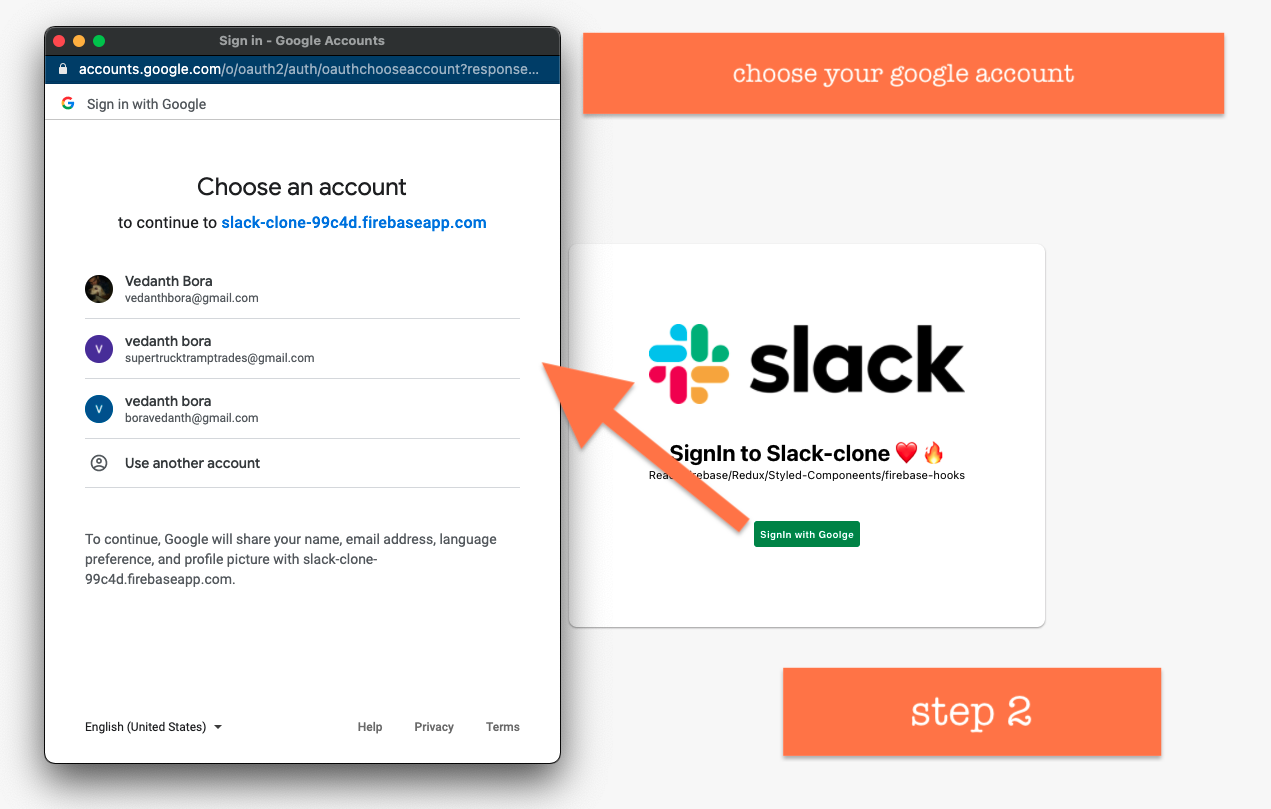 Sign in - Google Accounts
accounts.google.com/o/oauth2/auth/oauthchooseaccount?response...
Sign in with Google
Choose an account
to continue to slack-clone-99c4d.firebaseapp.com
Vedanth Bora
vedanthbora@gmail.com
V
vedanth bora
supertrucktramptrades@gmail.com
V
vedanth bora
boravedanth@gmail.com
Use another account
To continue, Google will share your name, email address, language
preference, and profile picture with slack-clone-
99c4d.firebaseapp.com.
English (United States)
Help Privacy Terms
choose your google account
slack
SignIn to Slack-clone ❤️ 🔥
/Redux/Styled-Componeents/firebase-hooks
SignIn with Goolge
step 2